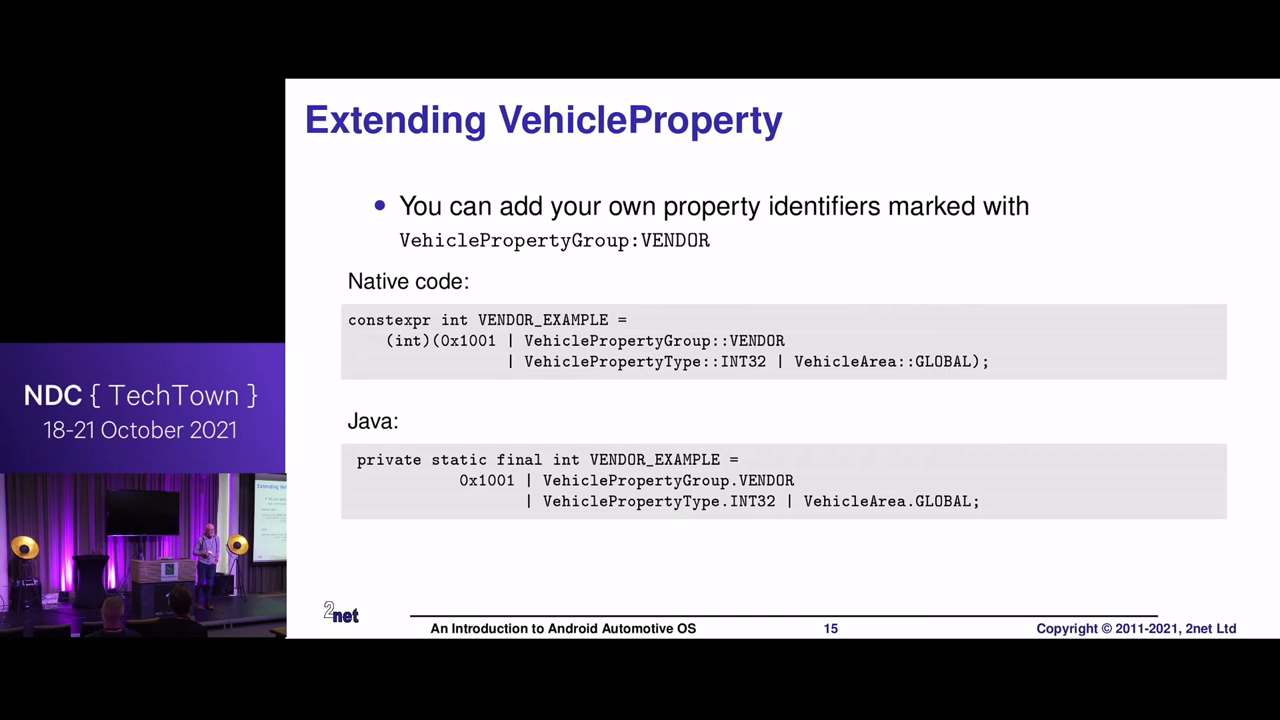 Extending VehicleProperty
• You can add your own property identifiers marked with
VehiclePropertyGroup:VENDOR
Native code:
constexpr int VENDOR_EXAMPLE =
(int)(0x1001 | VehiclePropertyGroup::VENDOR
| VehiclePropertyType::INT32 | VehicleArea::GLOBAL);
Java:
private static final int VENDOR_EXAMPLE =
0x1001 | VehiclePropertyGroup.VENDOR
| VehiclePropertyType.INT32 | VehicleArea.GLOBAL;
2net
An Introduction to Android Automotive OS
15
Copyright © 2011-2021, 2net Ltd
NDC { TechTown }
18-21 October 2021